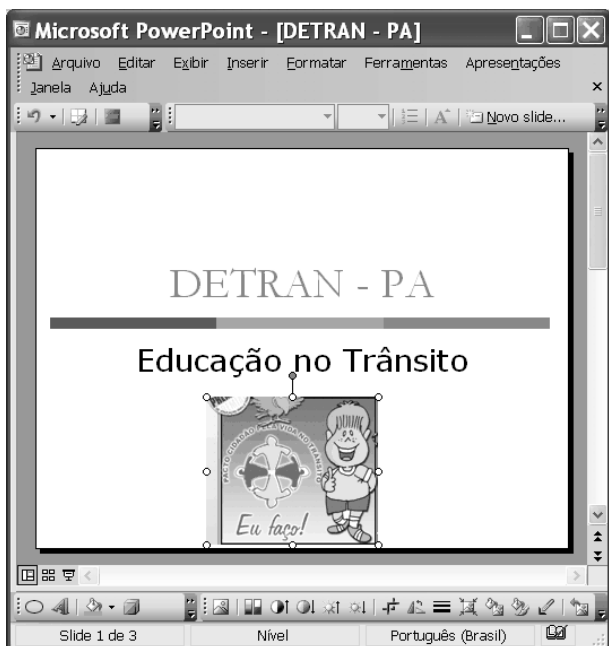 Microsoft PowerPoint - [DETRAN - PA]
Arquivo Editar Exibir Inserir Formatar Ferramentas Apresentações
Janela Ajuda
Novo slide...
DETRAN - PA
Educação no Trânsito
PACTO CIDADÃO PELA VIDA NO TRÂNSITO
Eu faço!
Slide 1 de 3 Nível Português (Brasil)